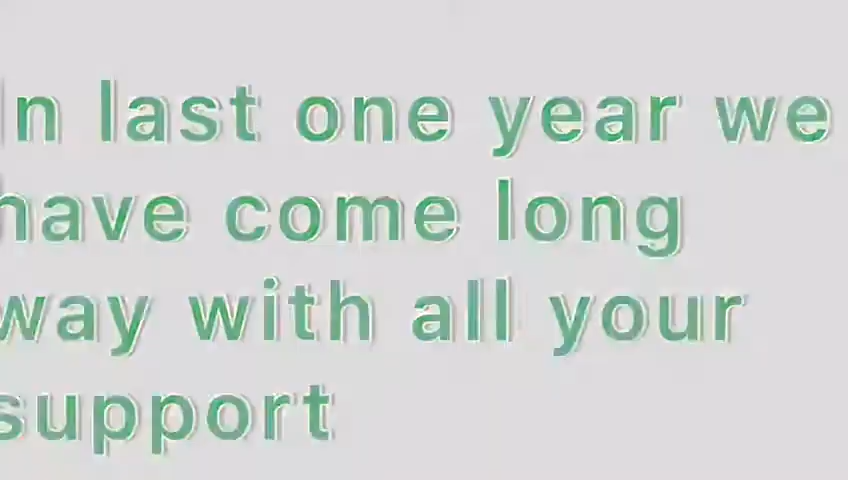 In last one year we
have come long
way with all your
support